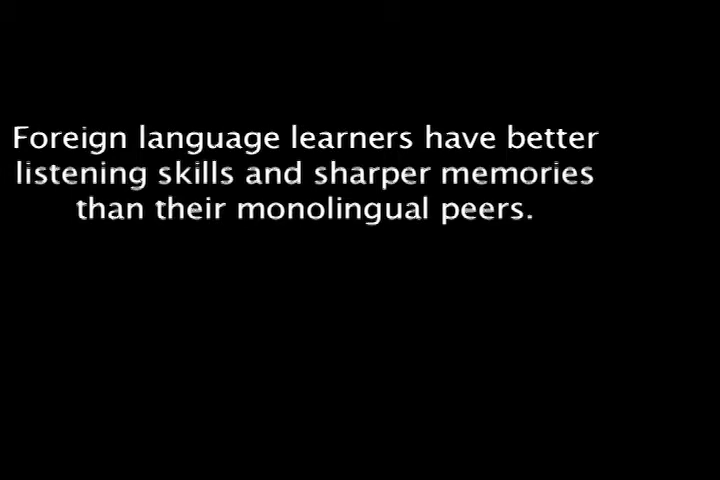 Foreign language learners have better
listening skills and sharper memories
than their monolingual peers.